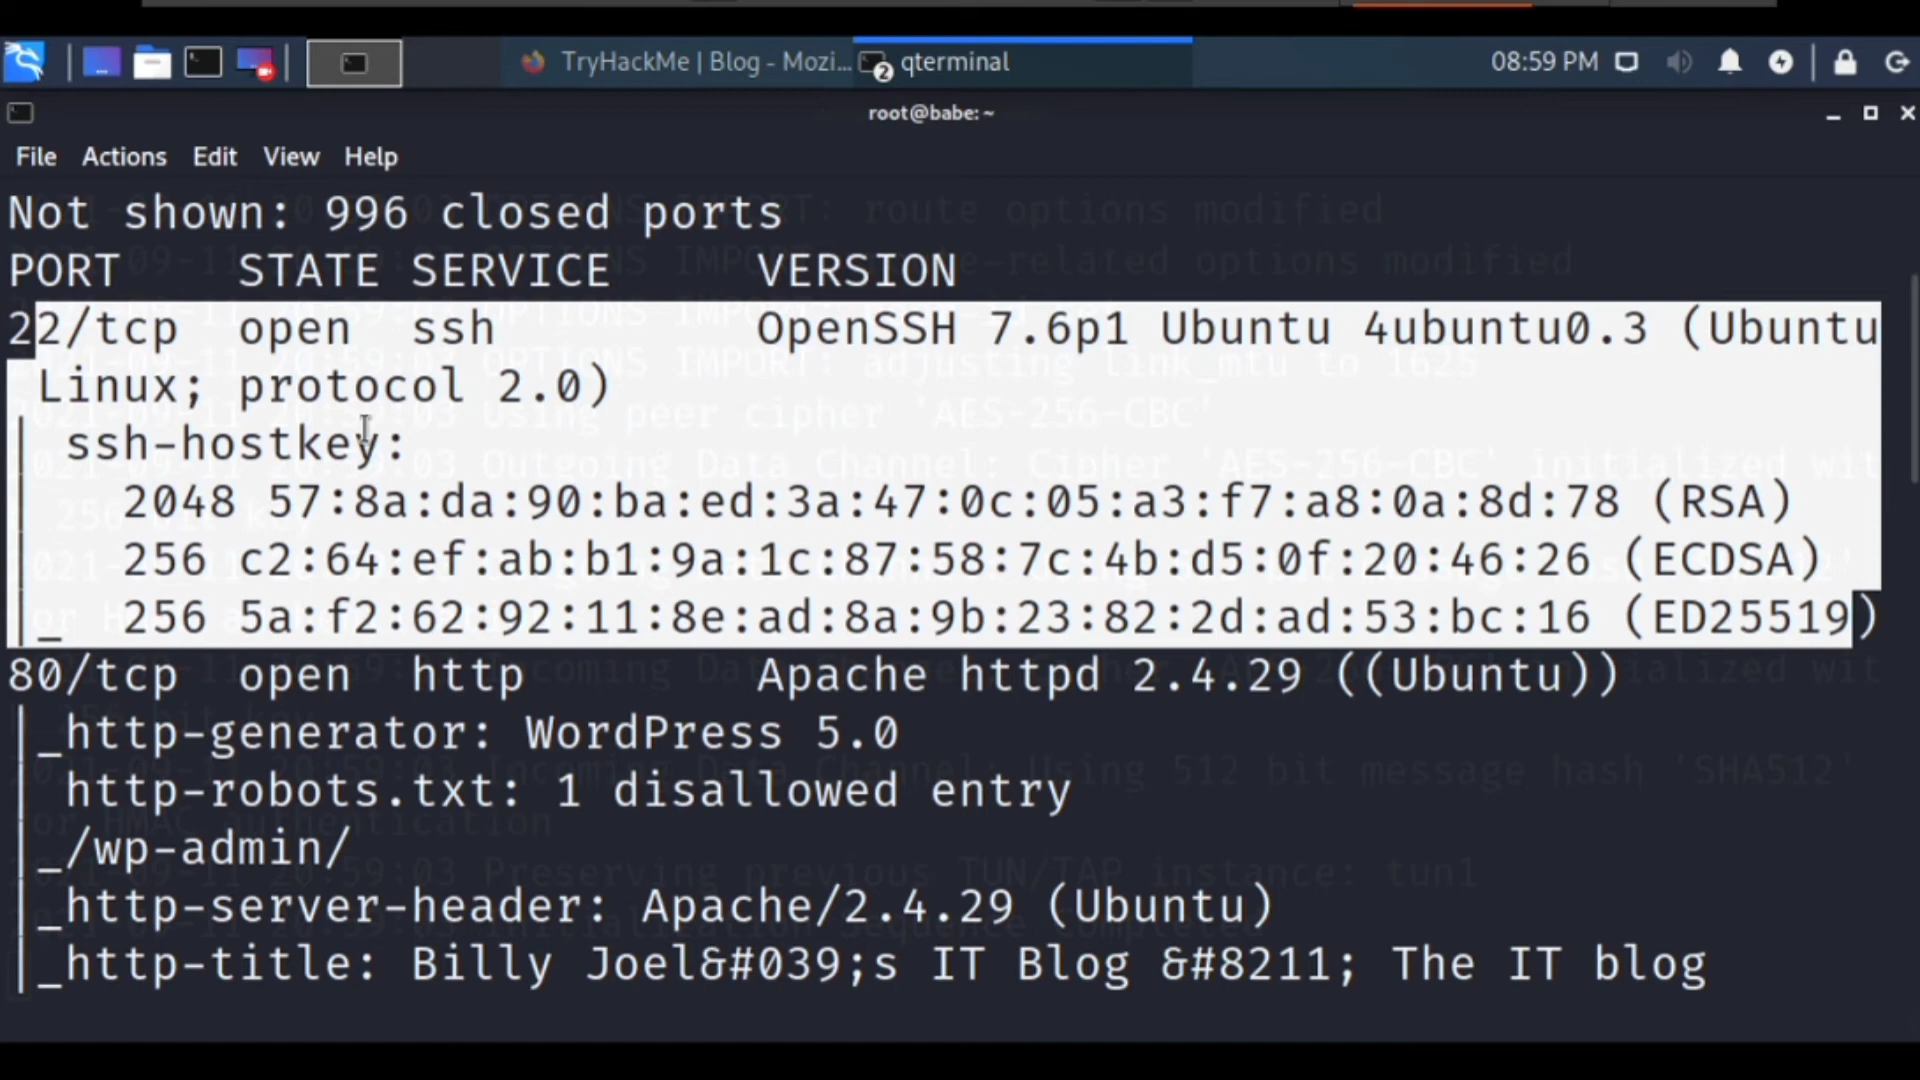 TryHackMe | Blog - Mozi...
2 qterminal
08:59 PM
root@babe: ~
File Actions Edit View Help
Not shown: 996 closed ports
PORT STATE SERVICE VERSION
22/tcp open ssh OpenSSH 7.6p1 Ubuntu 4ubuntu0.3 (Ubuntu
Linux; protocol 2.0)
| ssh-hostkey:
| 2048 57:8a:da:90:ba:ed:3a:47:0c:05:a3:f7:a8:0a:8d:78 (RSA)
| 256 c2:64:ef:ab:b1:9a:1c:87:58:7c:4b:d5:0f:20:46:26 (ECDSA)
|_ 256 5a:f2:62:92:11:8e:ad:8a:9b:23:82:2d:ad:53:bc:16 (ED25519)
80/tcp open http Apache httpd 2.4.29 ((Ubuntu))
|_http-generator: WordPress 5.0
| http-robots.txt: 1 disallowed entry
|_/wp-admin/
|_http-server-header: Apache/2.4.29 (Ubuntu)
|_http-title: Billy Joel&#039;s IT Blog &#8211; The IT blog